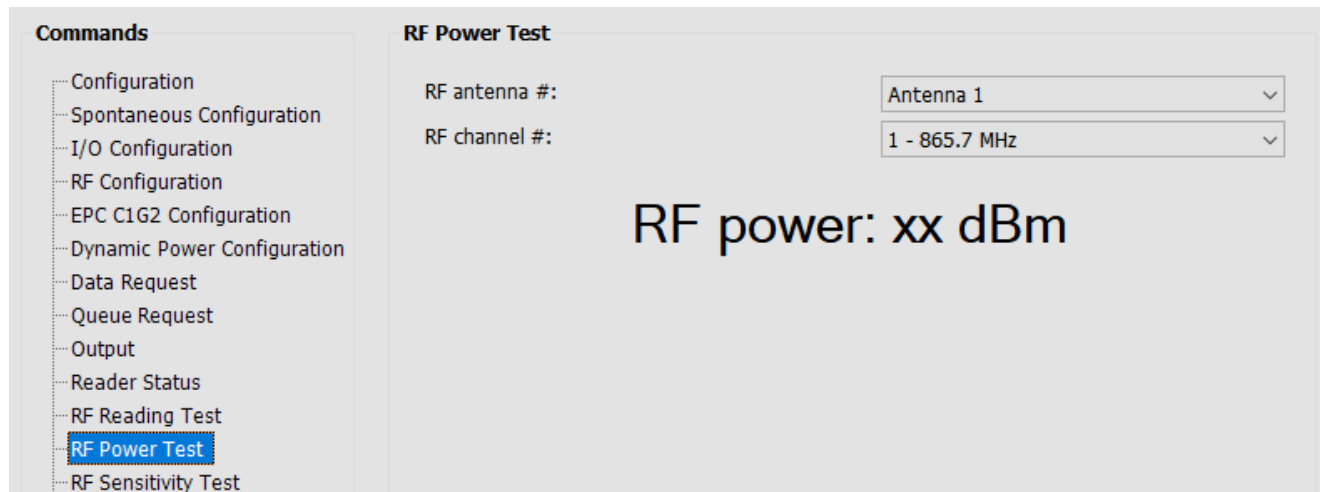 Commands
Configuration
Spontaneous Configuration
I/O Configuration
RF Configuration
EPC C1G2 Configuration
Dynamic Power Configuration
Data Request
Queue Request
Output
Reader Status
RF Reading Test
RF Power Test
RF Sensitivity Test
RF Power Test
RF antenna #: Antenna 1
RF channel #: 1 - 865.7 MHz
RF power: xx dBm